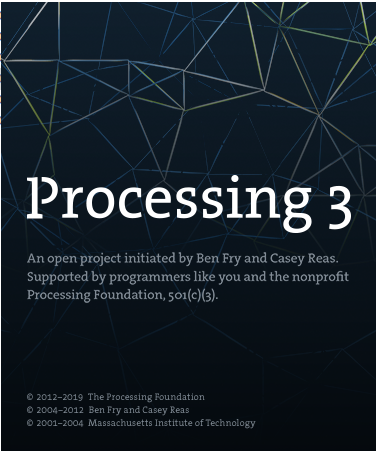 Processing 3
An open project initiated by Ben Fry and Casey Reas.
Supported by programmers like you and the nonprofit
Processing Foundation, 501(c)(3).
© 2012–2019 The Processing Foundation
© 2004–2012 Ben Fry and Casey Reas
© 2001–2004 Massachusetts Institute of Technology